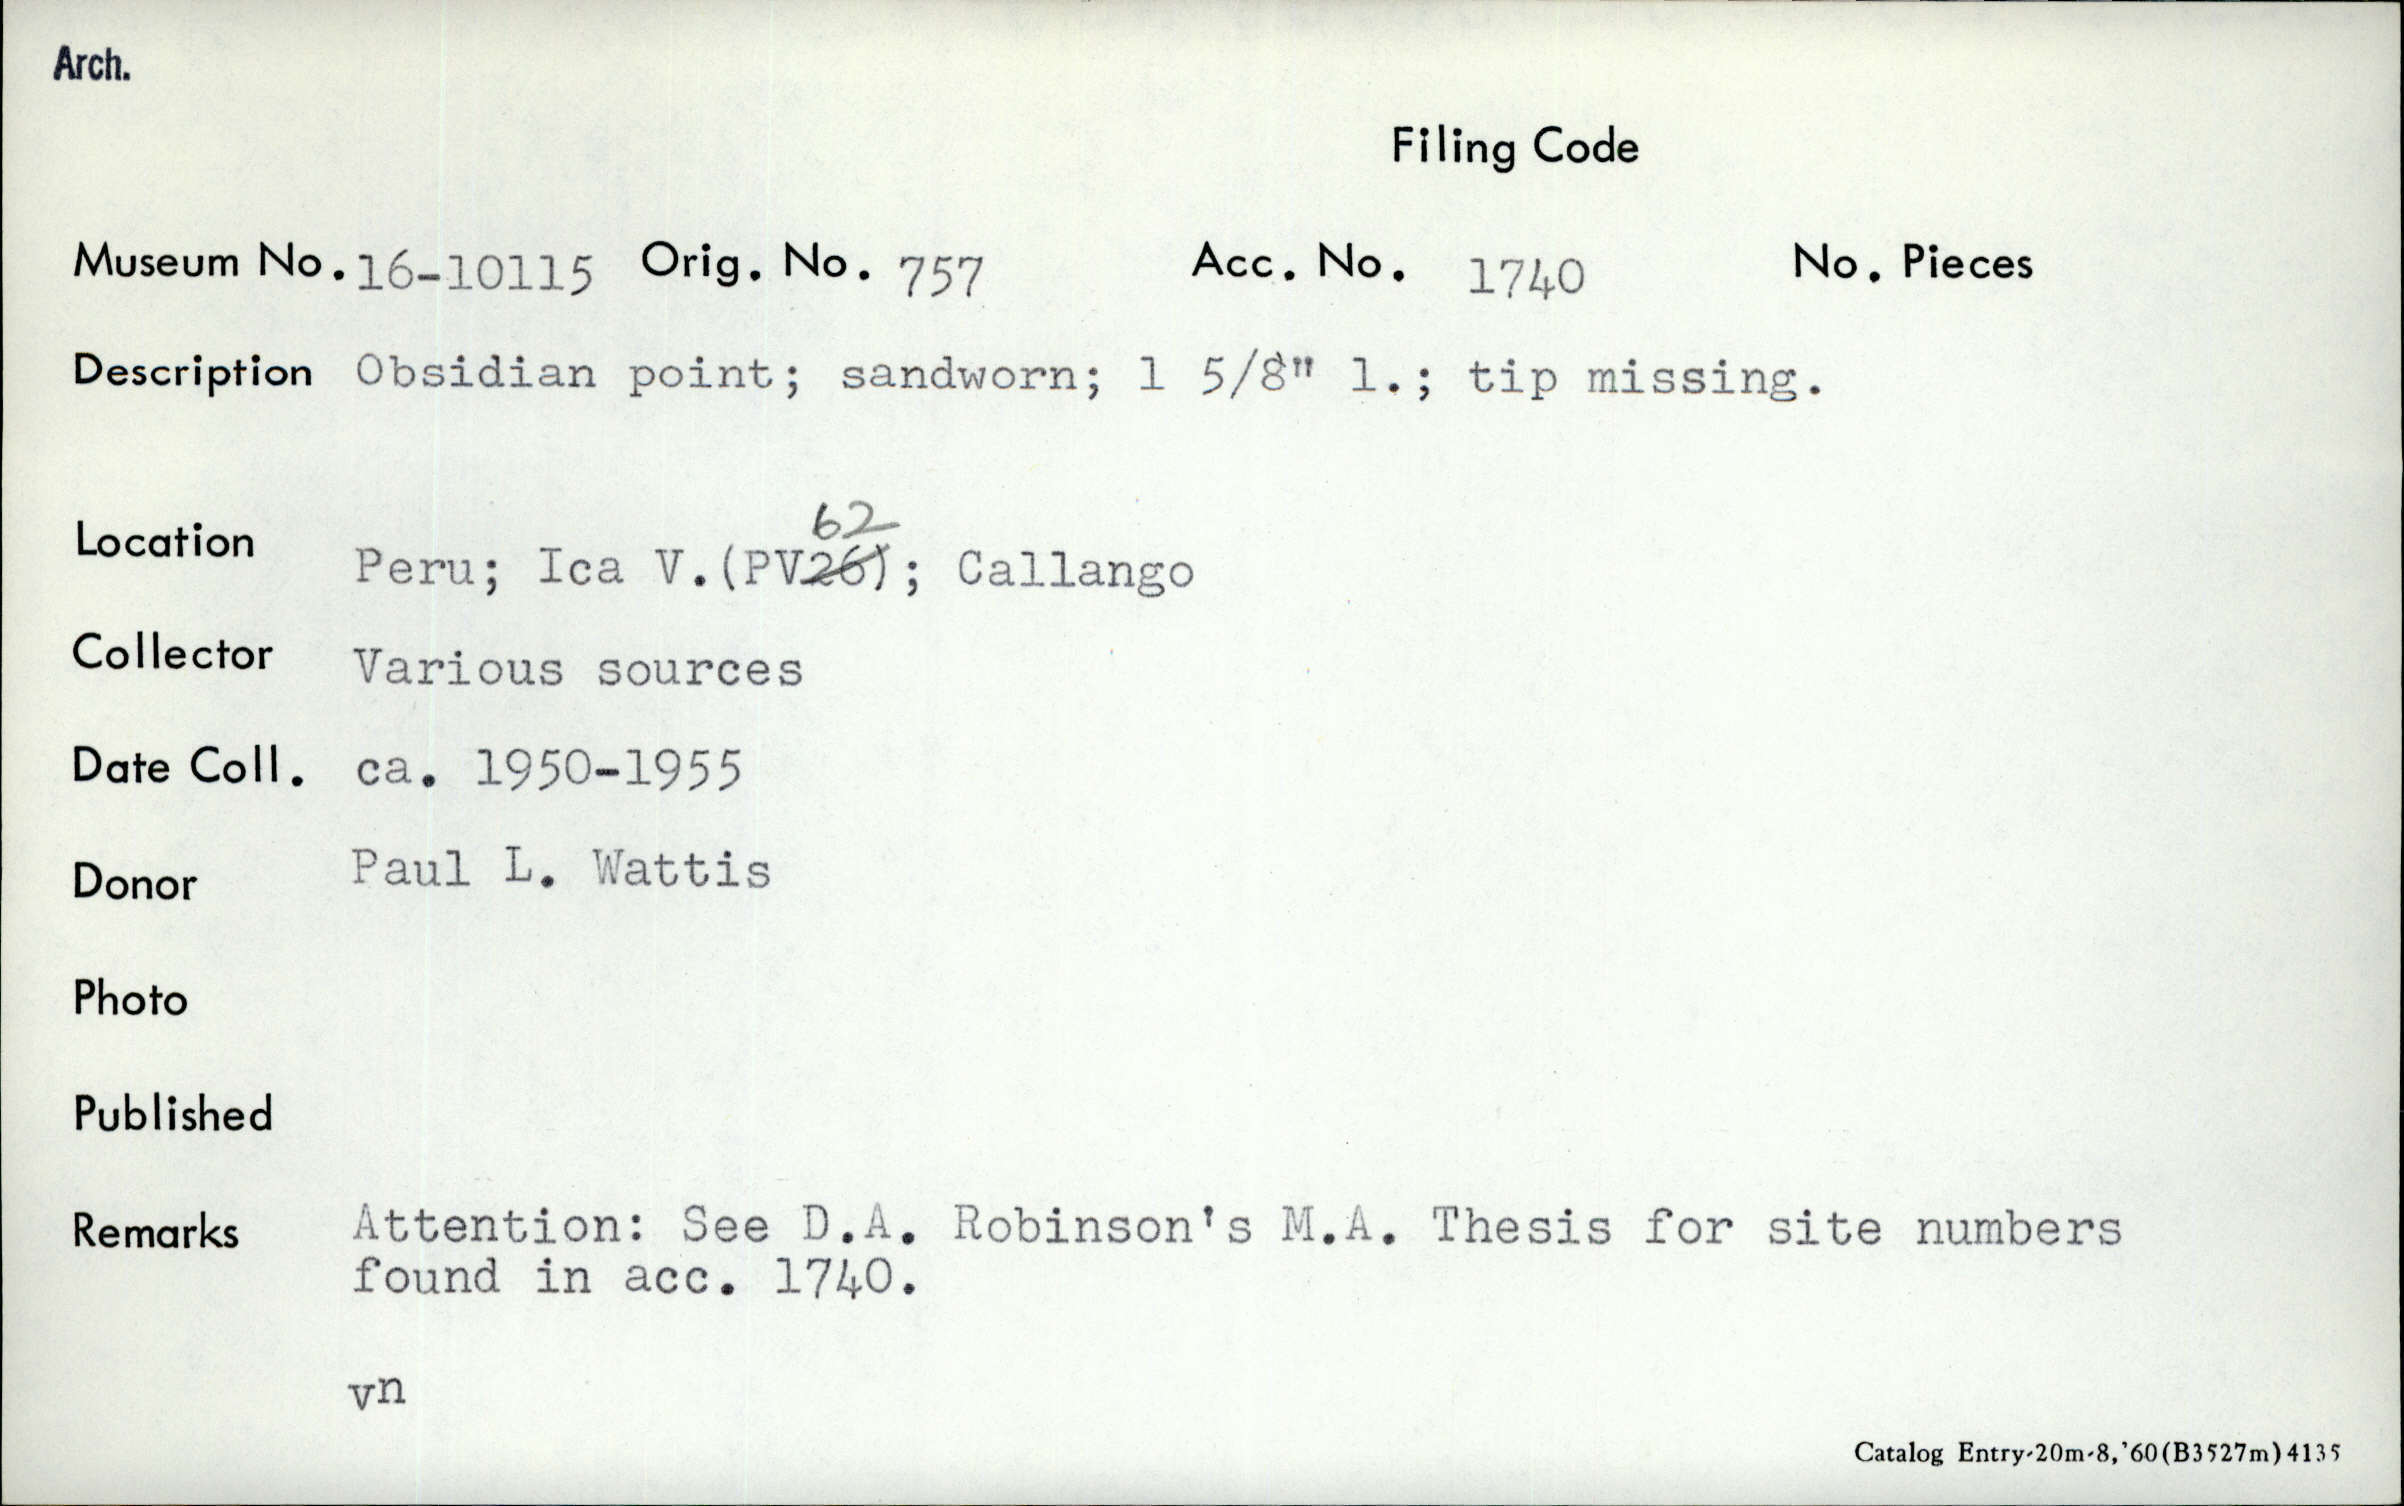 Arch.
Filing Code
Museum No. 16-10115 Orig. No. 757 Acc. No. 1740 No. Pieces
Description Obsidian point; sandworn; 1 5/8" l.; tip missing.
62
Location Peru; Ica V.(PV26); Callango
Collector Various sources
Date Coll. ca. 1950-1955
Donor Paul L. Wattis
Photo
Published
Remarks Attention: See D.A. Robinson's M.A. Thesis for site numbers
found in acc. 1740.
vn
Catalog Entry-20m-8,'60(B3527m)4135